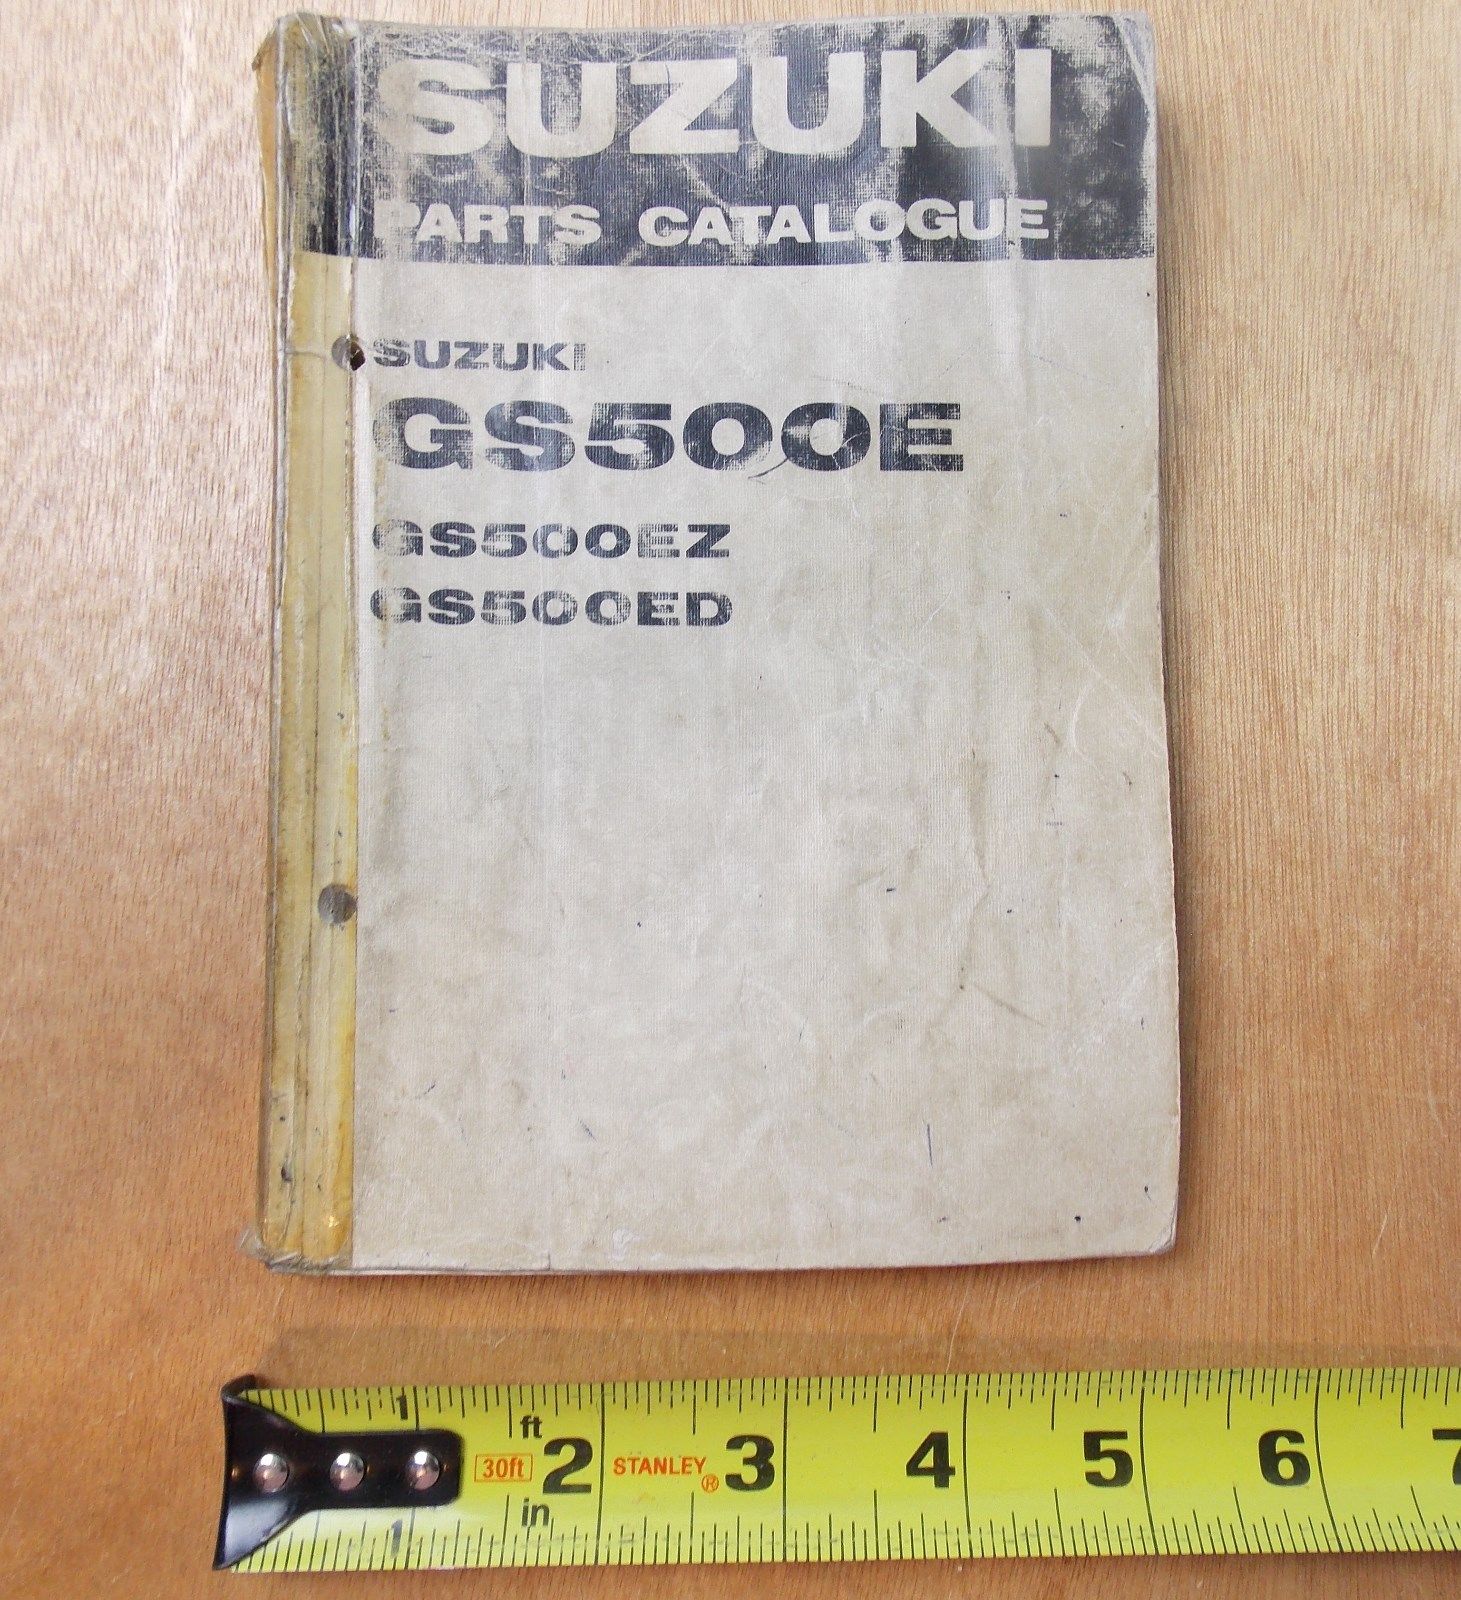 SUZUKI
PARTS CATALOGUE
SUZUKI
GS500E
GS500EZ
GS500ED
1 ft 2 3 4 5 6 7
30ft STANLEY®
1 in